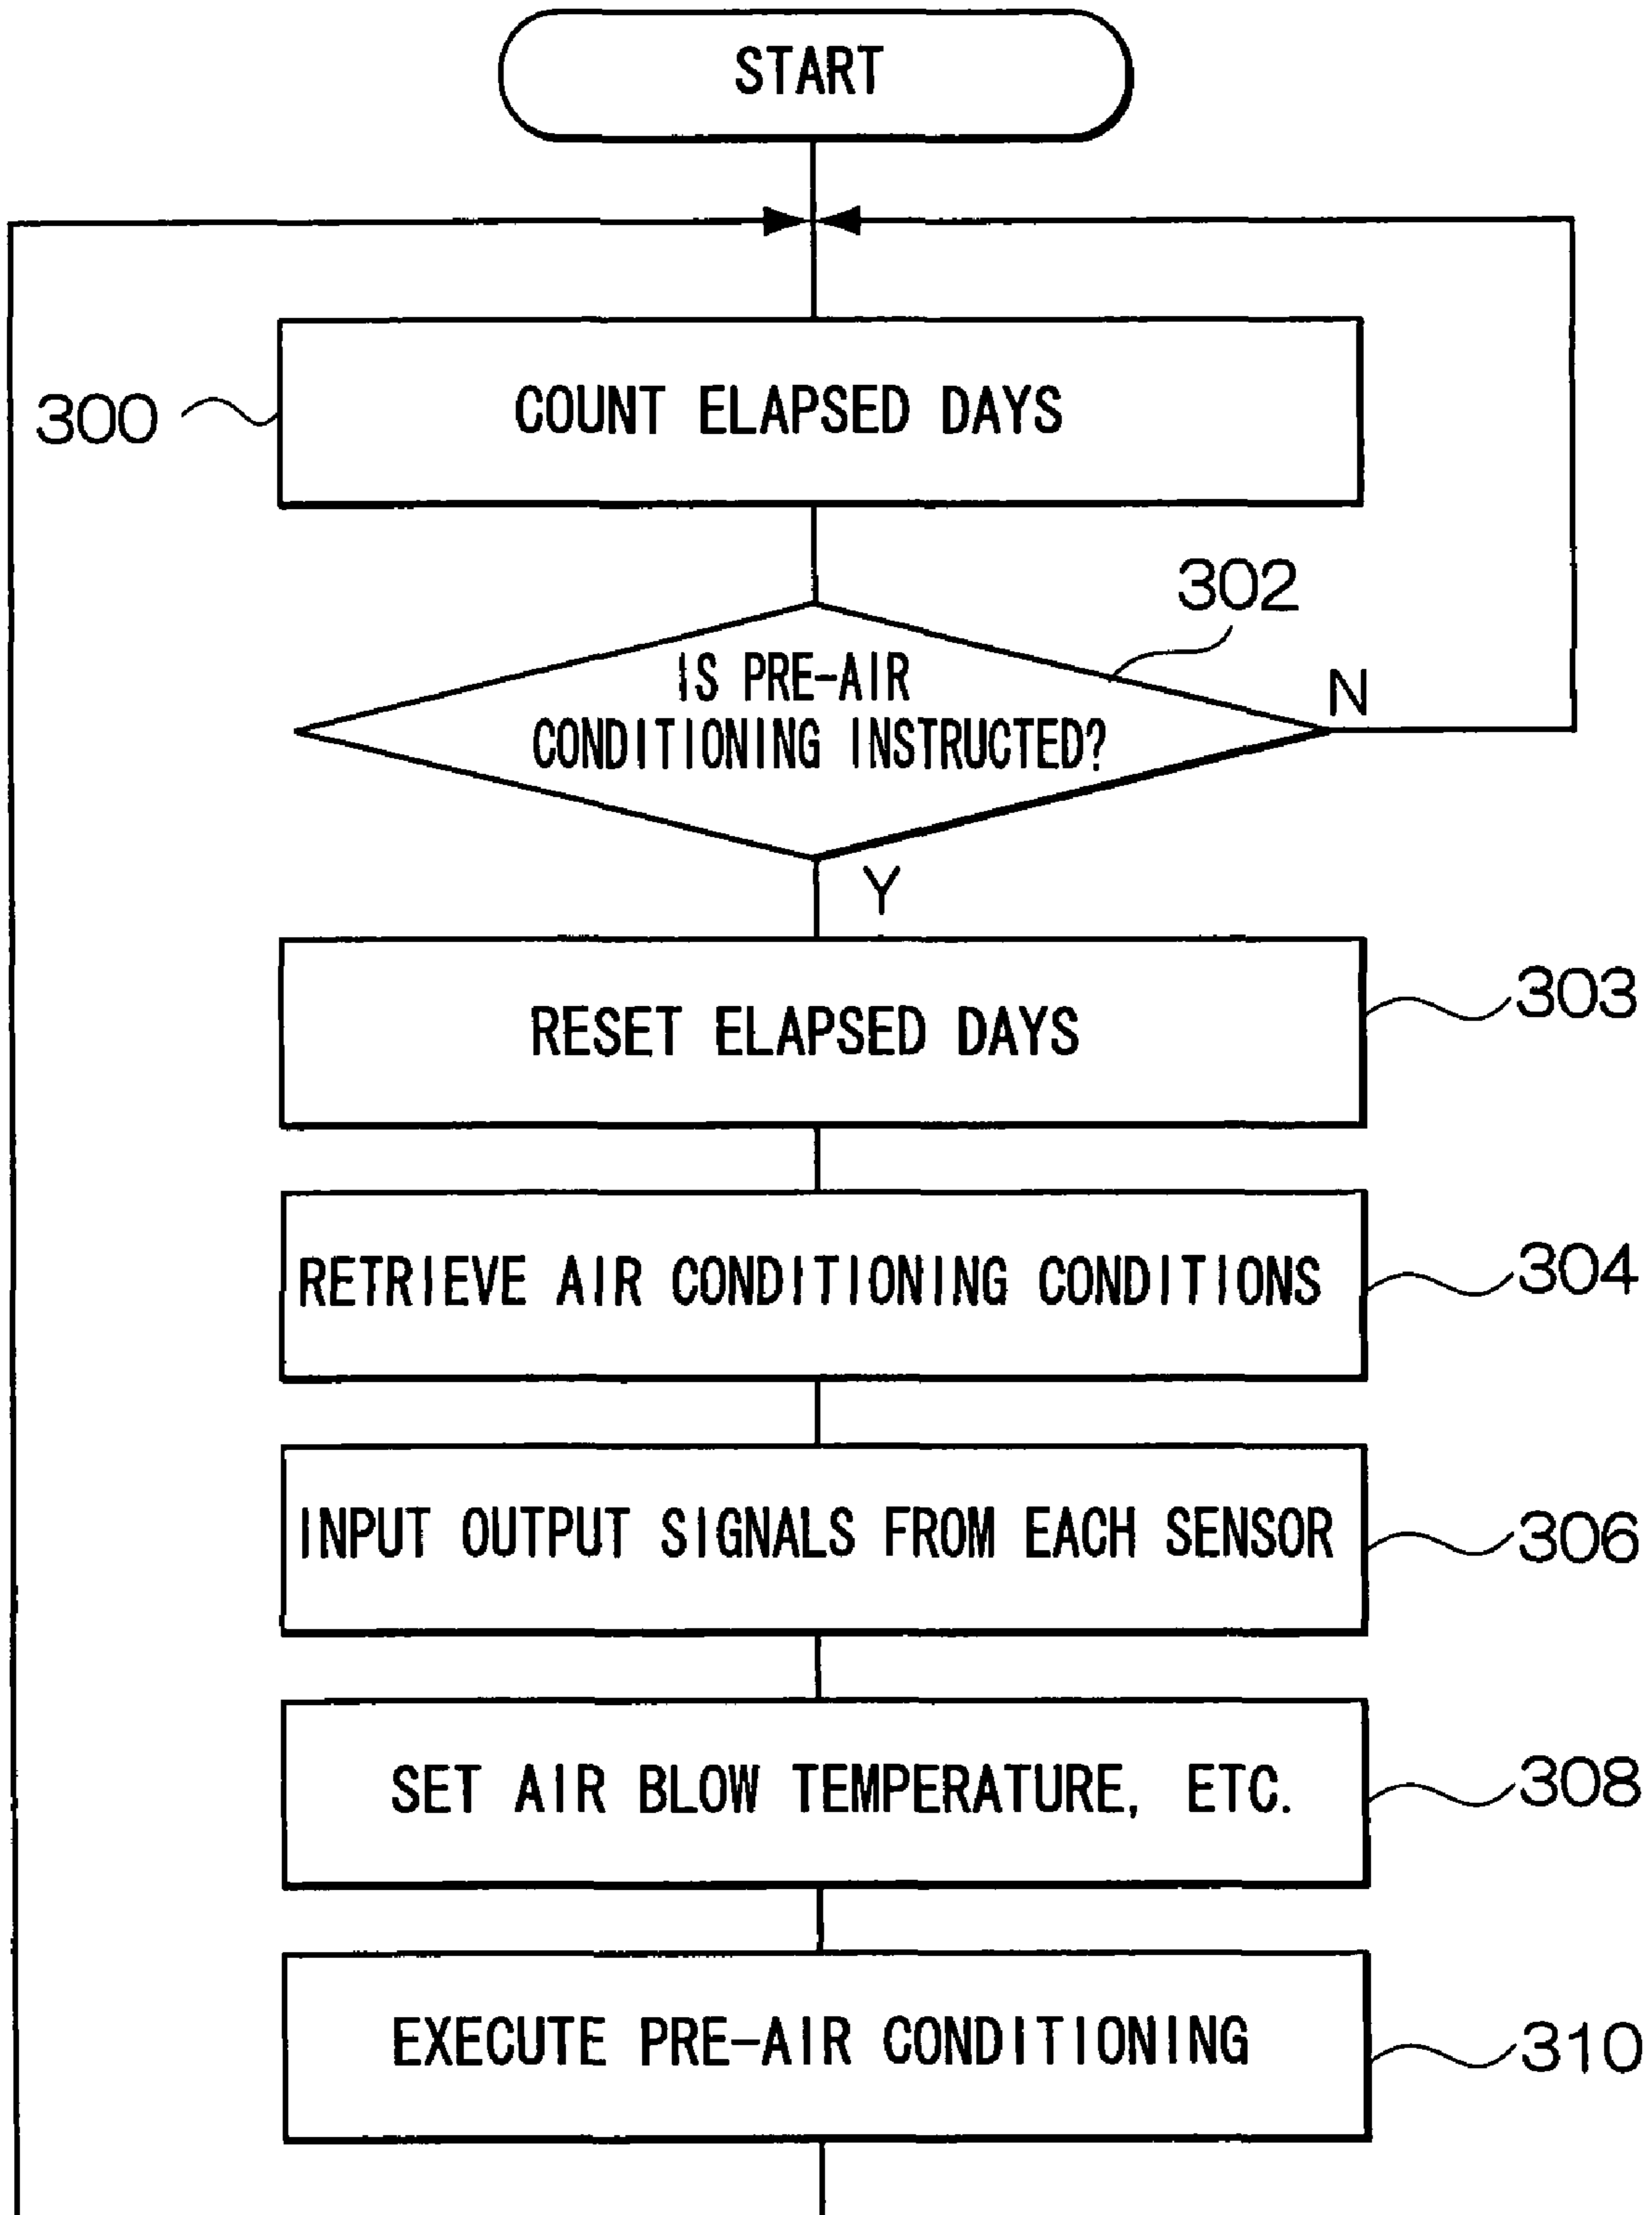 START
300
COUNT ELAPSED DAYS
302
IS PRE-AIR
CONDITIONING INSTRUCTED?
N
Y
RESET ELAPSED DAYS
303
RETRIEVE AIR CONDITIONING CONDITIONS
304
INPUT OUTPUT SIGNALS FROM EACH SENSOR
306
SET AIR BLOW TEMPERATURE, ETC.
308
EXECUTE PRE-AIR CONDITIONING
310